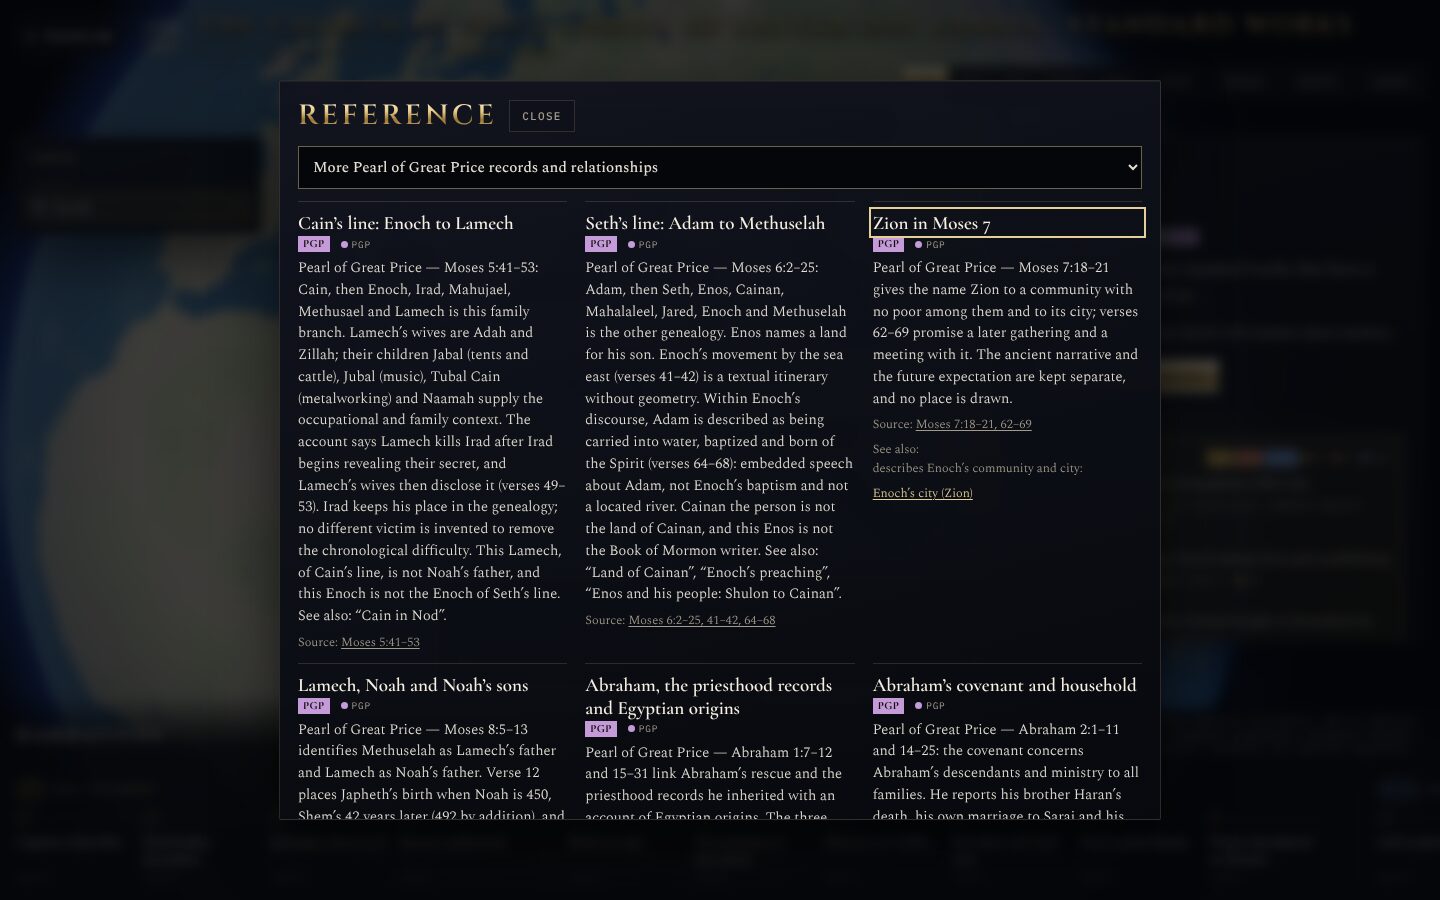 REFERENCE
CLOSE
More Pearl of Great Price records and relationships
Cain’s line: Enoch to Lamech
PGP PGP
Pearl of Great Price — Moses 5:41–53:
Cain, then Enoch, Irad, Mahujael,
Methusael and Lamech is this family
branch. Lamech’s wives are Adah and
Zillah; their children Jabal (tents and
cattle), Jubal (music), Tubal Cain
(metalworking) and Naamah supply the
occupational and family context. The
account says Lamech kills Irad after Irad
begins revealing their secret, and
Lamech’s wives then disclose it (verses 49–
53). Irad keeps his place in the genealogy;
no different victim is invented to remove
the chronological difficulty. This Lamech,
of Cain’s line, is not Noah’s father, and
this Enoch is not the Enoch of Seth’s line.
See also: “Cain in Nod”.
Source: Moses 5:41–53
Seth’s line: Adam to Methuselah
PGP PGP
Pearl of Great Price — Moses 6:2–25:
Adam, then Seth, Enos, Cainan,
Mahalaleel, Jared, Enoch and Methuselah
is the other genealogy. Enos names a land
for his son. Enoch’s movement by the sea
east (verses 41–42) is a textual itinerary
without geometry. Within Enoch’s
discourse, Adam is described as being
carried into water, baptized and born of
the Spirit (verses 64–68): embedded speech
about Adam, not Enoch’s baptism and not
a located river. Cainan the person is not
the land of Cainan, and this Enos is not
the Book of Mormon writer. See also:
“Land of Cainan”, “Enoch’s preaching”,
“Enos and his people: Shulon to Cainan”.
Source: Moses 6:2–25, 41–42, 64–68
Zion in Moses 7
PGP PGP
Pearl of Great Price — Moses 7:18–21
gives the name Zion to a community with
no poor among them and to its city; verses
62–69 promise a later gathering and a
meeting with it. The ancient narrative and
the future expectation are kept separate,
and no place is drawn.
Source: Moses 7:18–21, 62–69
See also:
describes Enoch’s community and city:
Enoch’s city (Zion)
Lamech, Noah and Noah’s sons
PGP PGP
Pearl of Great Price — Moses 8:5–13
identifies Methuselah as Lamech’s father
and Lamech as Noah’s father. Verse 12
places Japheth’s birth when Noah is 450,
Shem’s 42 years later (492 by addition), and
Abraham, the priesthood records
and Egyptian origins
PGP PGP
Pearl of Great Price — Abraham 1:7–12
and 15–31 link Abraham’s rescue and the
priesthood records he inherited with an
account of Egyptian origins. The three
Abraham’s covenant and household
PGP PGP
Pearl of Great Price — Abraham 2:1–11
and 14–25: the covenant concerns
Abraham’s descendants and ministry to all
families. He reports his brother Haran’s
death, his own marriage to Sarai and his